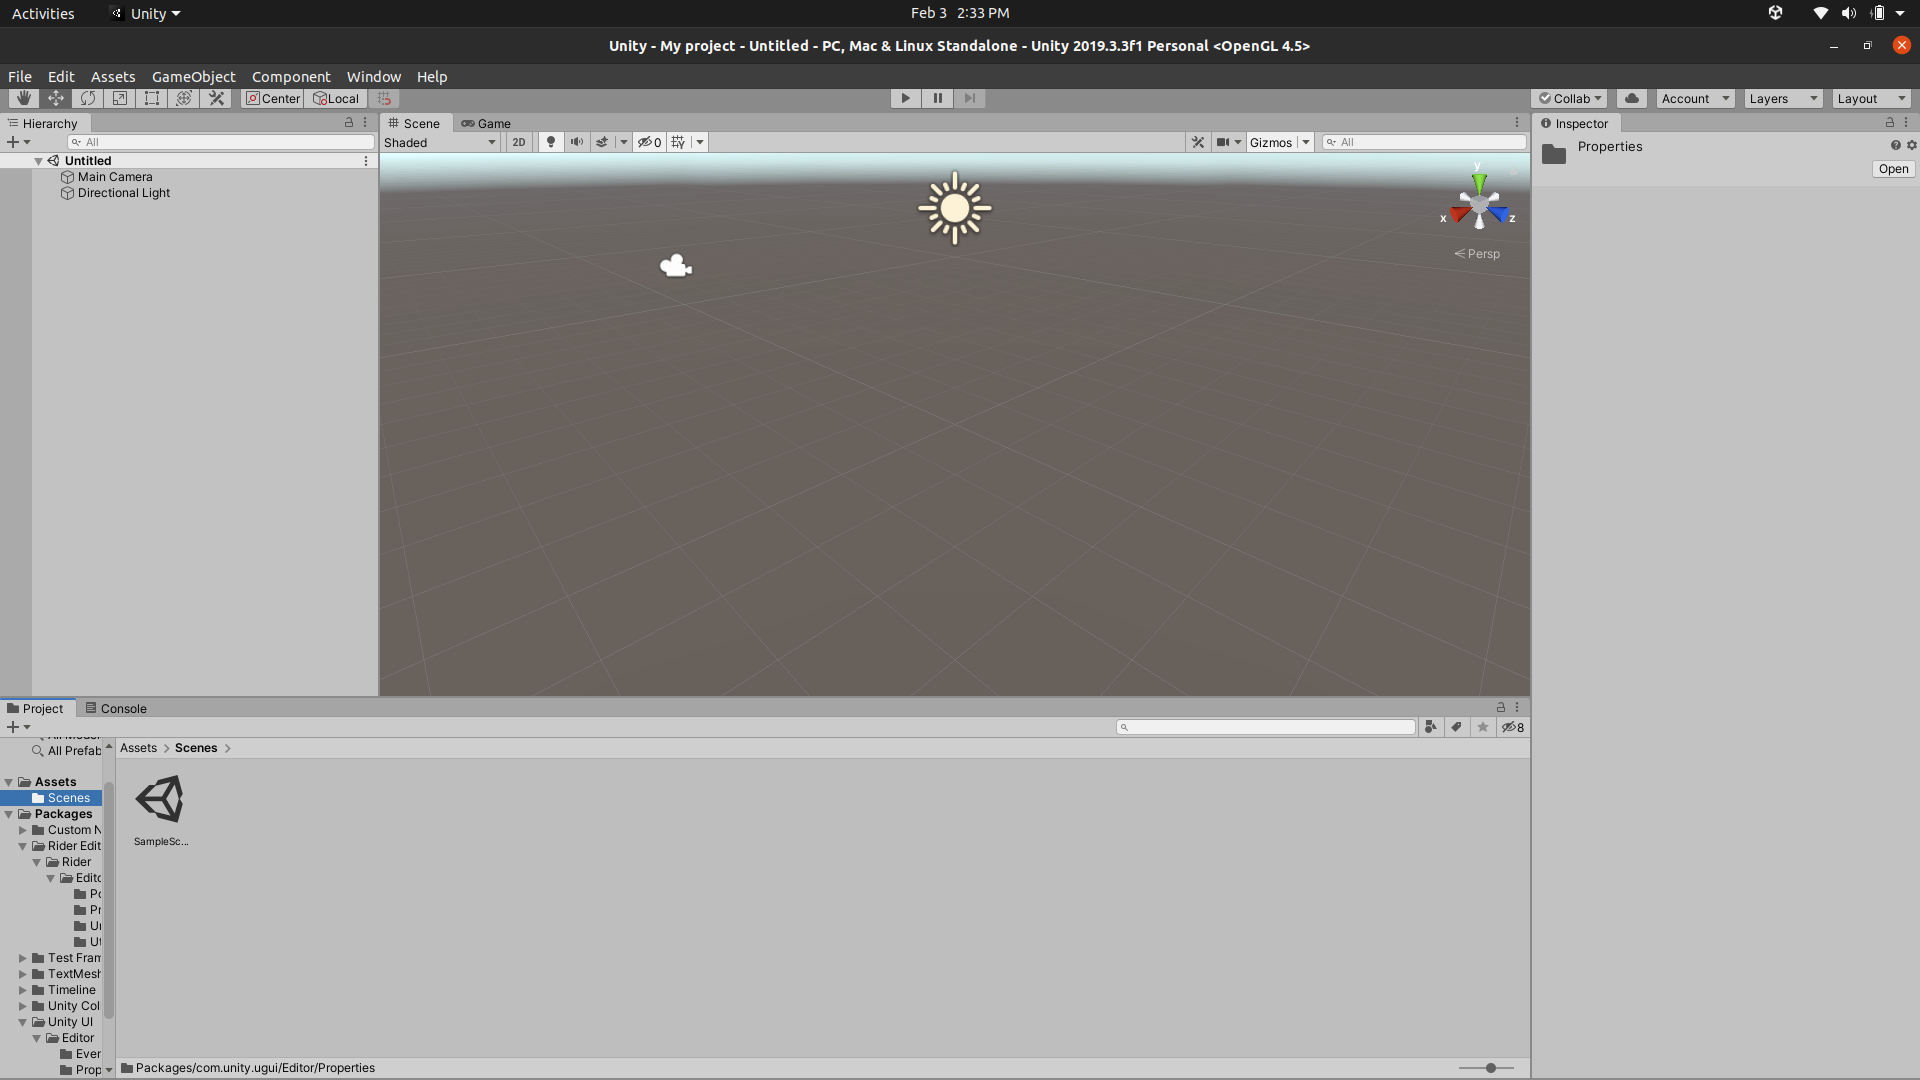 Activities Unity Feb 3 2:33 PM
Unity - My project - Untitled - PC, Mac & Linux Standalone - Unity 2019.3.3f1 Personal <OpenGL 4.5>
File Edit Assets GameObject Component Window Help
Center Local Collab Account Layers Layout
Hierarchy
All
Untitled
Main Camera
Directional Light
Scene Game
Shaded 2D 0 Gizmos All
y
x z
Persp
Inspector
Properties
Open
Project Console
8
All Prefab
Assets
Scenes
Packages
Custom N
Rider Edit
Rider
Edito
Po
Pr
Ur
Ut
Test Fram
TextMesh
Timeline
Unity Col
Unity UI
Editor
Ever
Prop
Assets Scenes
SampleSc...
Packages/com.unity.ugui/Editor/Properties